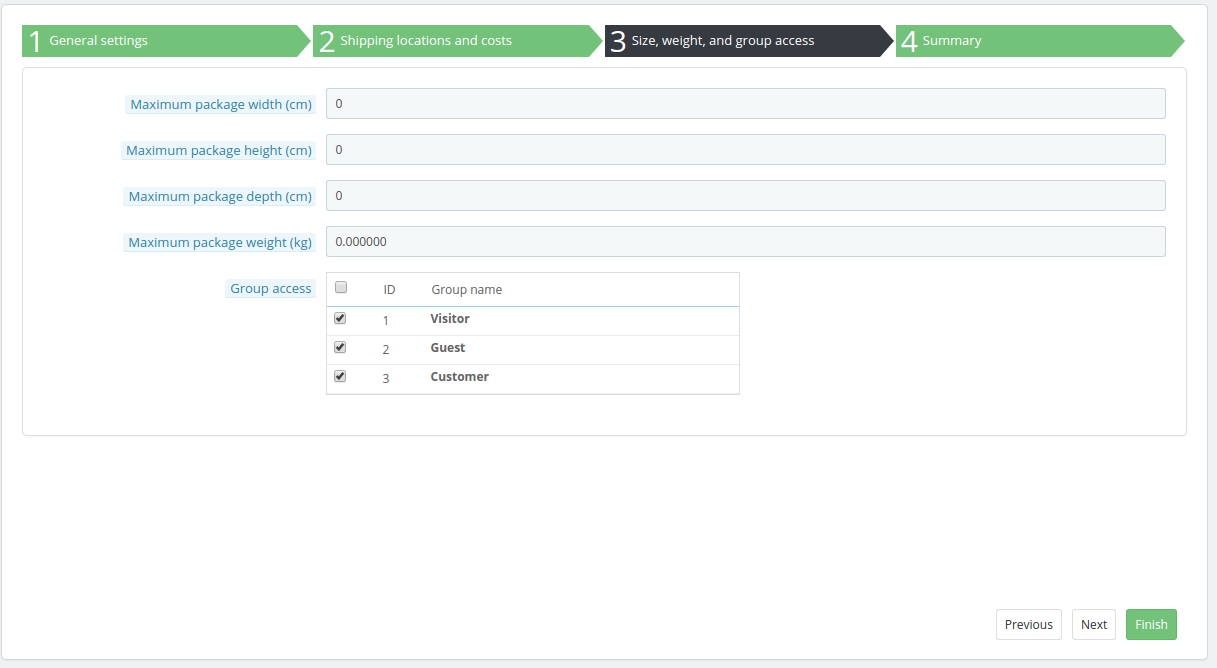 1 General settings 2 Shipping locations and costs 3 Size, weight, and group access 4 Summary
Maximum package width (cm) 0
Maximum package height (cm) 0
Maximum package depth (cm) 0
Maximum package weight (kg) 0.000000
Group access ID Group name
1 Visitor
2 Guest
3 Customer
Previous Next Finish